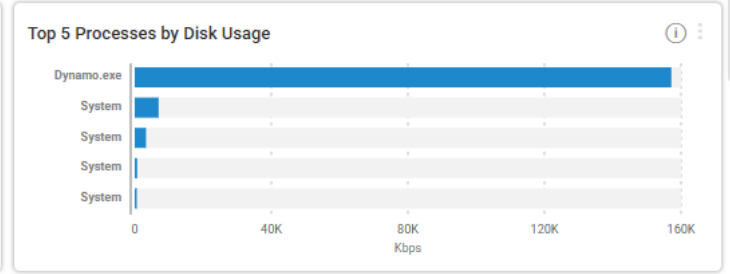 Top 5 Processes by Disk Usage
Dynamo.exe
System
System
System
System
0 40K 80K 120K 160K
Kbps